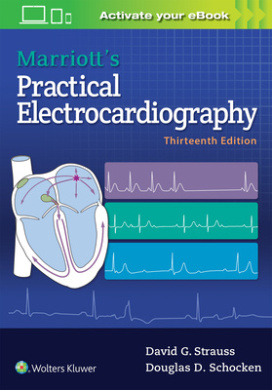 Activate your eBook
Marriott's
Practical
Electrocardiography
Thirteenth Edition
David G. Strauss
Douglas D. Schocken
Wolters Kluwer